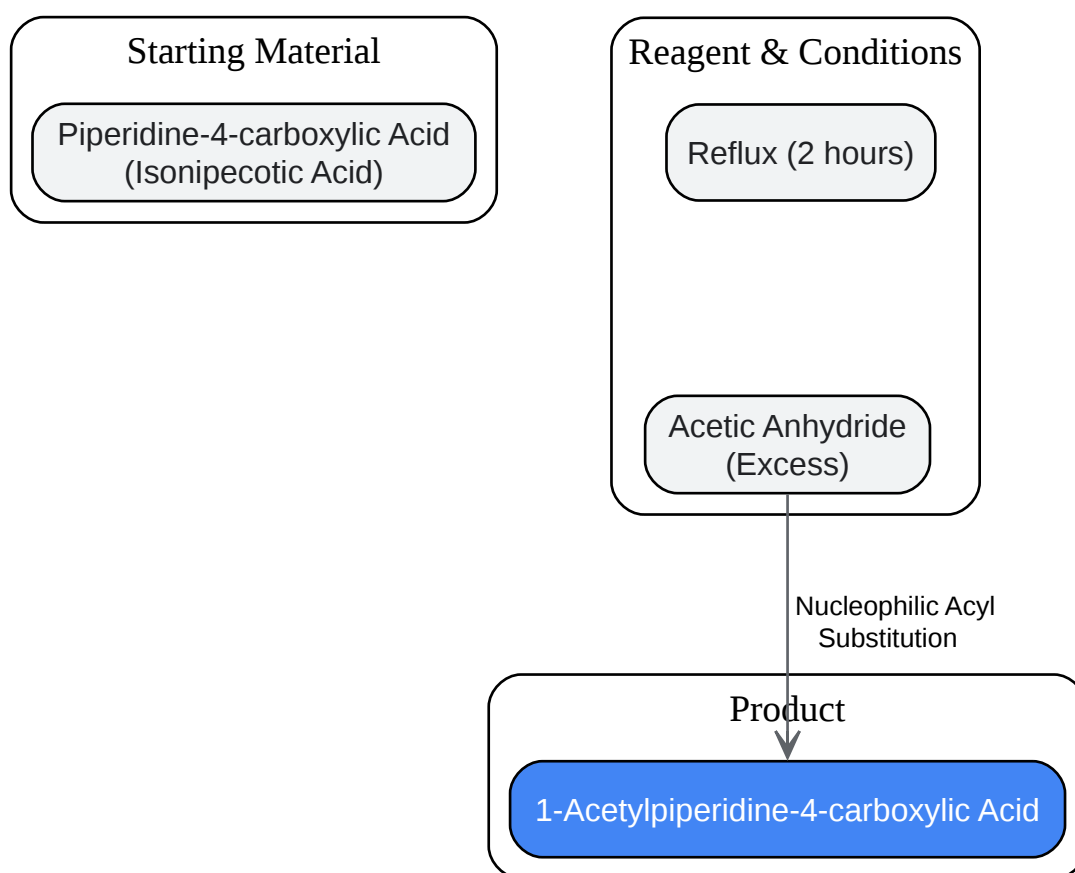 Starting Material
Piperidine-4-carboxylic Acid
(Isonipecotic Acid)
Reagent & Conditions
Reflux (2 hours)
Acetic Anhydride
(Excess)
Nucleophilic Acyl
Substitution
Product
1-Acetylpiperidine-4-carboxylic Acid